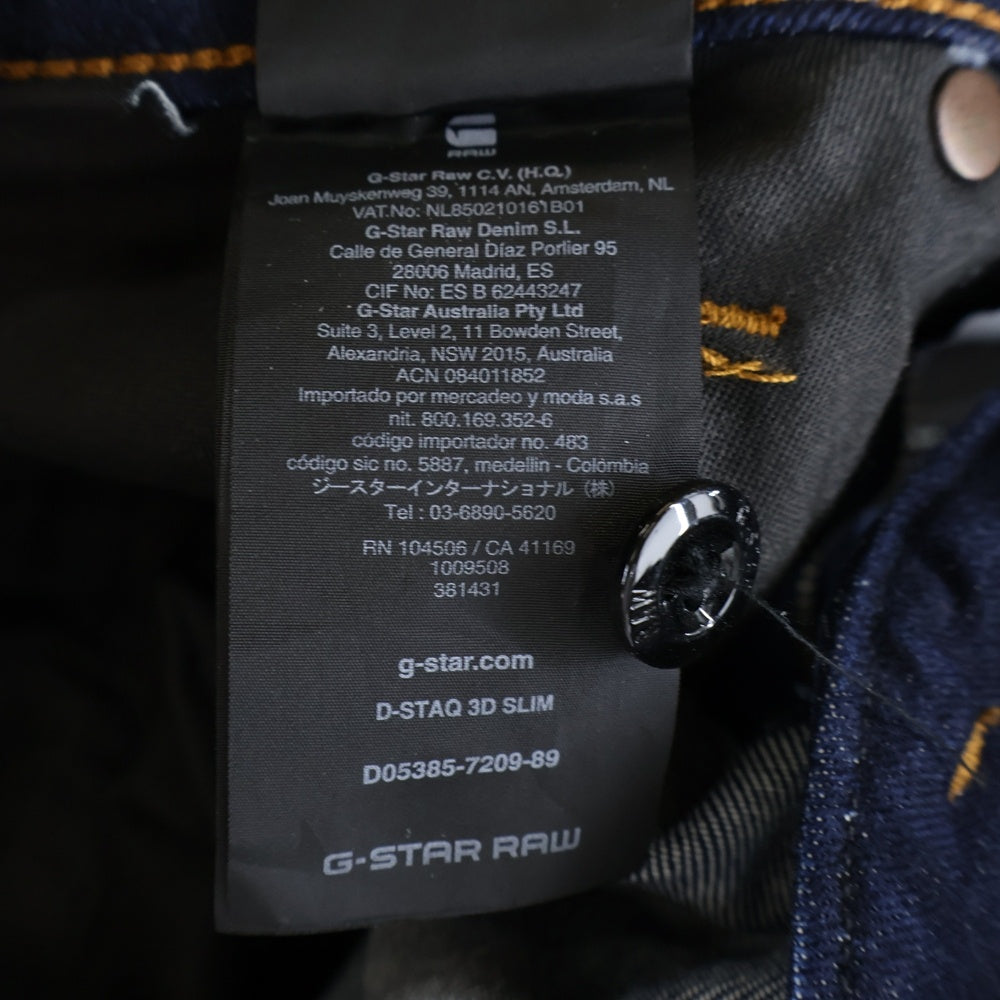 G
RAW
G-Star Raw C.V. (H.Q.)
Joan Muyskenweg 39, 1114 AN, Amsterdam, NL
VAT.No: NL850210161B01
G-Star Raw Denim S.L.
Calle de General Díaz Porlier 95
28006 Madrid, ES
CIF No: ES B 62443247
G-Star Australia Pty Ltd
Suite 3, Level 2, 11 Bowden Street,
Alexandria, NSW 2015, Australia
ACN 084011852
Importado por mercadeo y moda s.a.s
nit. 800.169.352-6
código importador no. 483
código sic no. 5887, medellin - Colombia
ジースターインターナショナル（株）
Tel : 03-6890-5620
RN 104506 / CA 41169
1009508
381431
g-star.com
D-STAQ 3D SLIM
D05385-7209-89
G-STAR RAW